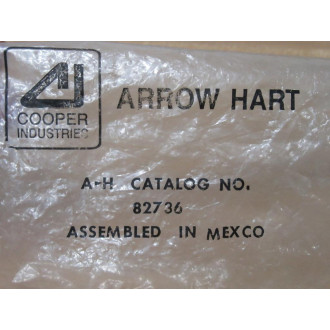 COOPER
INDUSTRIES
ARROW HART
A-H CATALOG NO.
82736
ASSEMBLED IN MEXCO